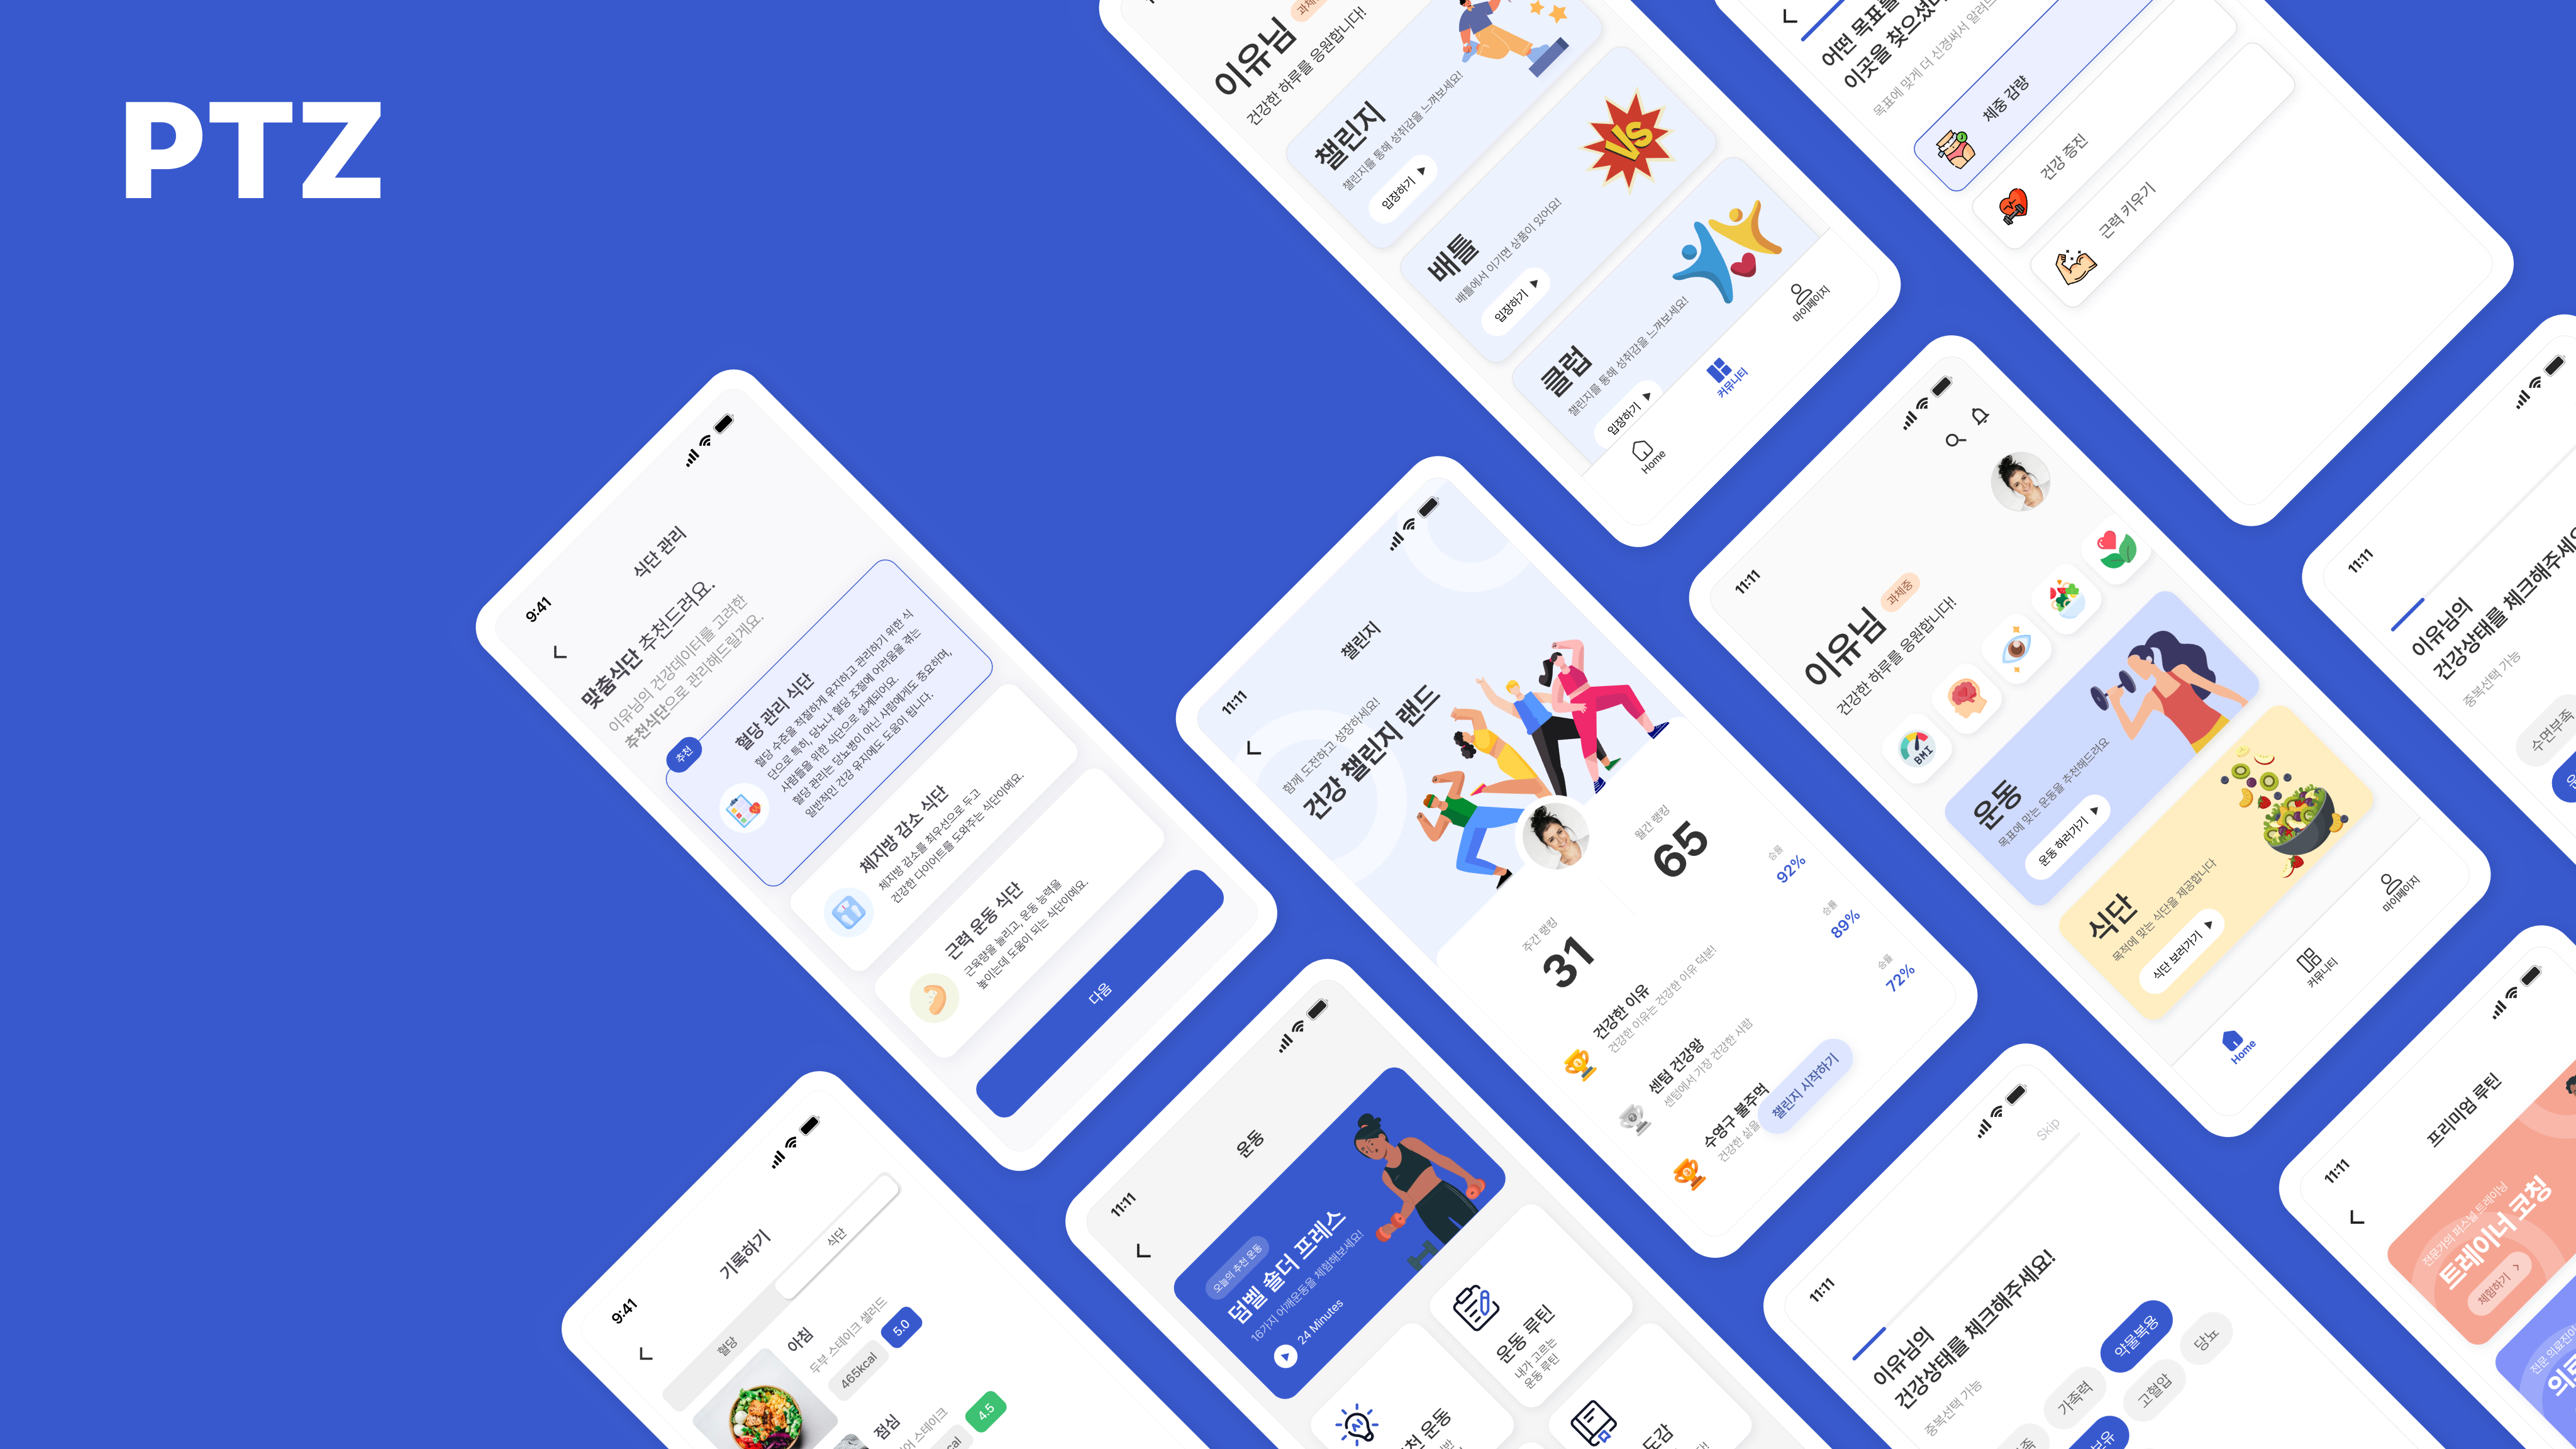 PTZ
이유님
건강한 하루를 응원합니다!
챌린지
챌린지를 통해 성취감을 느껴보세요!
입장하기
VS
배틀
배틀에서 이기면 상품이 있어요!
입장하기
클럽
챌린지를 통해 성취감을 느껴보세요!
입장하기
Home
커뮤니티
마이페이지
어떤 목표를
이곳을 찾으셨
목표에 맞게 더 신경써서
체중 감량
건강 증진
근력 키우기
9:41
식단 관리
맞춤식단 추천드려요.
이유님의 건강데이터를 고려한
추천식단으로 관리해드릴게요.
추천
혈당 관리 식단
혈당 수준을 적절하게 유지하고 관리하기 위한 식
단으로 특히, 당뇨나 혈당 조절에 어려움을 겪는
사람들을 위한 식단으로 설계되어요.
혈당 관리는 당뇨병이 아닌 사람에게도 중요하며,
일반적인 건강 유지에도 도움이 됩니다.
체지방 감소 식단
체지방 감소를 최우선으로 두고
건강한 다이어트를 도와주는 식단이예요.
근력 운동 식단
근육량을 늘리고, 운동 능력을
높이는데 도움이 되는 식단이예요.
다음
11:11
챌린지
함께 도전하고 성장하세요!
건강 챌린지 랜드
주간 랭킹
31
월간 랭킹
65
건강한 이유
건강한 이유는 건강한 이유 덕분!
승률
92%
센텀 건강왕
센텀에서 가장 건강한 사람
승률
89%
수영구 불주먹
건강한 삶을
승률
72%
챌린지 시작하기
11:11
이유님
과체중
건강한 하루를 응원합니다!
BMI
운동
목표에 맞는 운동을 추천해드려요
운동 하러가기
식단
목적에 맞는 식단을 제공합니다
식단 보러가기
Home
커뮤니티
마이페이지
11:11
이유님의
건강상태를 체크해주세요
중복선택 가능
수면부족
9:41
기록하기
혈당
식단
아침
두부 스테이크 샐러드
465kcal
5.0
점심
스테이크
4.5
11:11
운동
오늘의 추천 운동
덤벨 숄더 프레스
16가지 어깨운동을 체험해보세요!
24 Minutes
운동 루틴
내가 고르는
운동 루틴
AI
운동
도감
11:11
Skip
이유님의
건강상태를 체크해주세요!
중복선택 가능
약물복용
당뇨
가족력
고혈압
11:11
프리미엄 루틴
전문가의 퍼스널 트레이닝
트레이너 코칭
체험하기
전문 의료진이